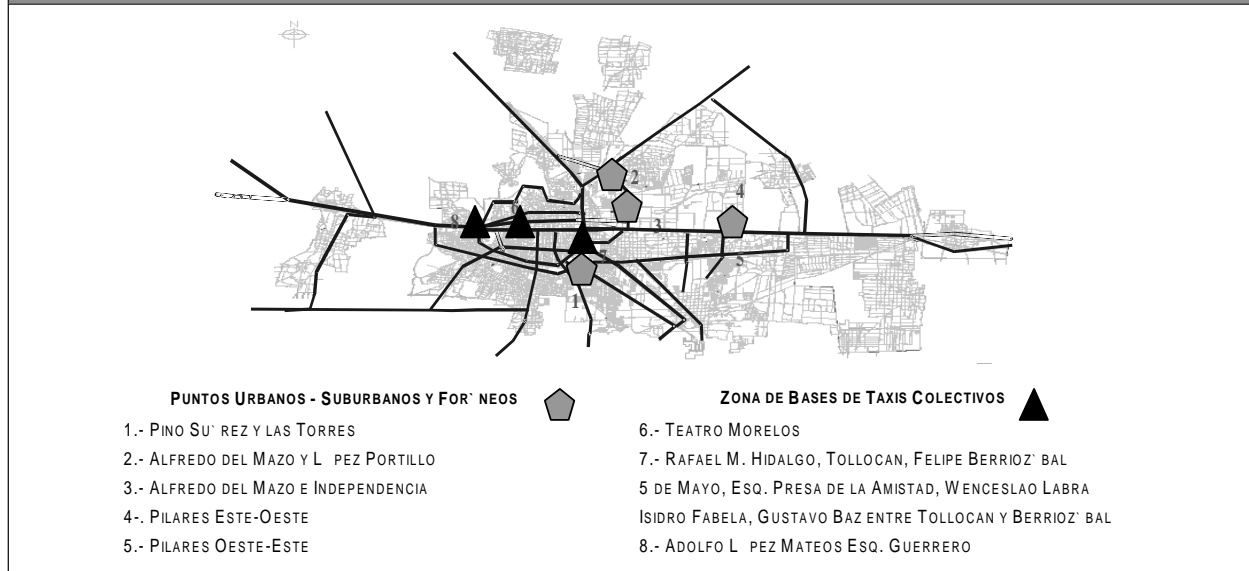 N
2
4
6
8
3
7
5
1
PUNTOS URBANOS - SUBURBANOS Y FOR` NEOS
1.- PINO SU` REZ Y LAS TORRES
2.- ALFREDO DEL MAZO Y L PEZ PORTILLO
3.- ALFREDO DEL MAZO E INDEPENDENCIA
4-. PILARES ESTE-OESTE
5.- PILARES OESTE-ESTE
ZONA DE BASES DE TAXIS COLECTIVOS
6.- TEATRO MORELOS
7.- RAFAEL M. HIDALGO, TOLLOCAN, FELIPE BERRIOZ` BAL
5 DE MAYO, ESQ. PRESA DE LA AMISTAD, WENCESLAO LABRA
ISIDRO FABELA, GUSTAVO BAZ ENTRE TOLLOCAN Y BERRIOZ` BAL
8.- ADOLFO L PEZ MATEOS ESQ. GUERRERO